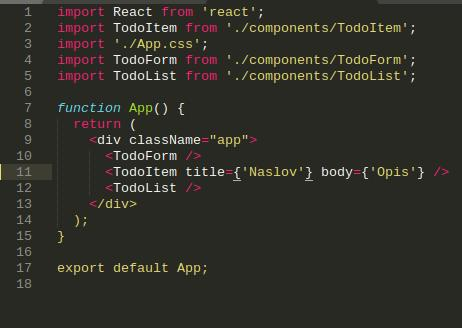 1 import React from 'react';
2 import TodoItem from './components/TodoItem';
3 import './App.css';
4 import TodoForm from './components/TodoForm';
5 import TodoList from './components/TodoList';
6
7 function App() {
8 return (
9 <div className="app">
10 <TodoForm />
11 <TodoItem title={'Naslov'} body={'Opis'} />
12 <TodoList />
13 </div>
14 );
15 }
16
17 export default App;
18